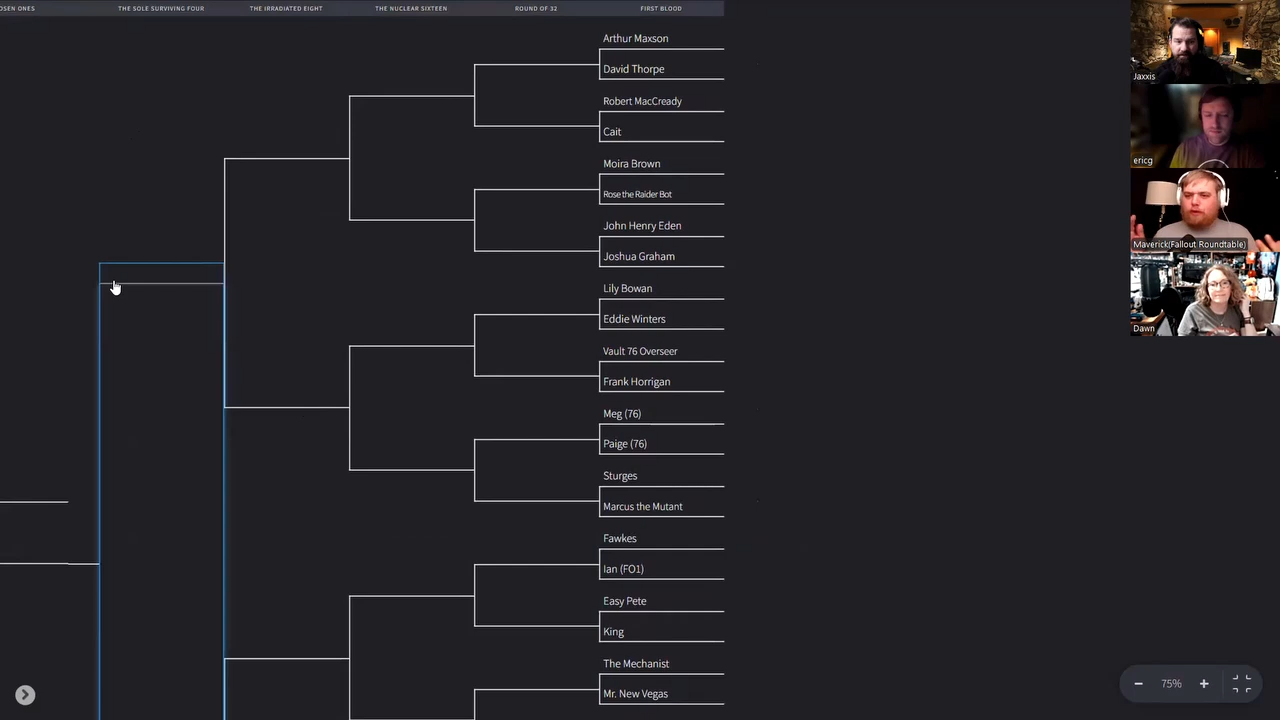 OSEN ONES
THE SOLE SURVIVING FOUR
THE IRRADIATED EIGHT
THE NUCLEAR SIXTEEN
ROUND OF 32
FIRST BLOOD
Arthur Maxson
David Thorpe
Robert MacCready
Cait
Moira Brown
Rose the Raider Bot
John Henry Eden
Joshua Graham
Lily Bowan
Eddie Winters
Vault 76 Overseer
Frank Horrigan
Meg (76)
Paige (76)
Sturges
Marcus the Mutant
Fawkes
Ian (FO1)
Easy Pete
King
The Mechanist
Mr. New Vegas
Jaxxis
ericg
Maverick(Fallout Roundtable)
Dawn
75%